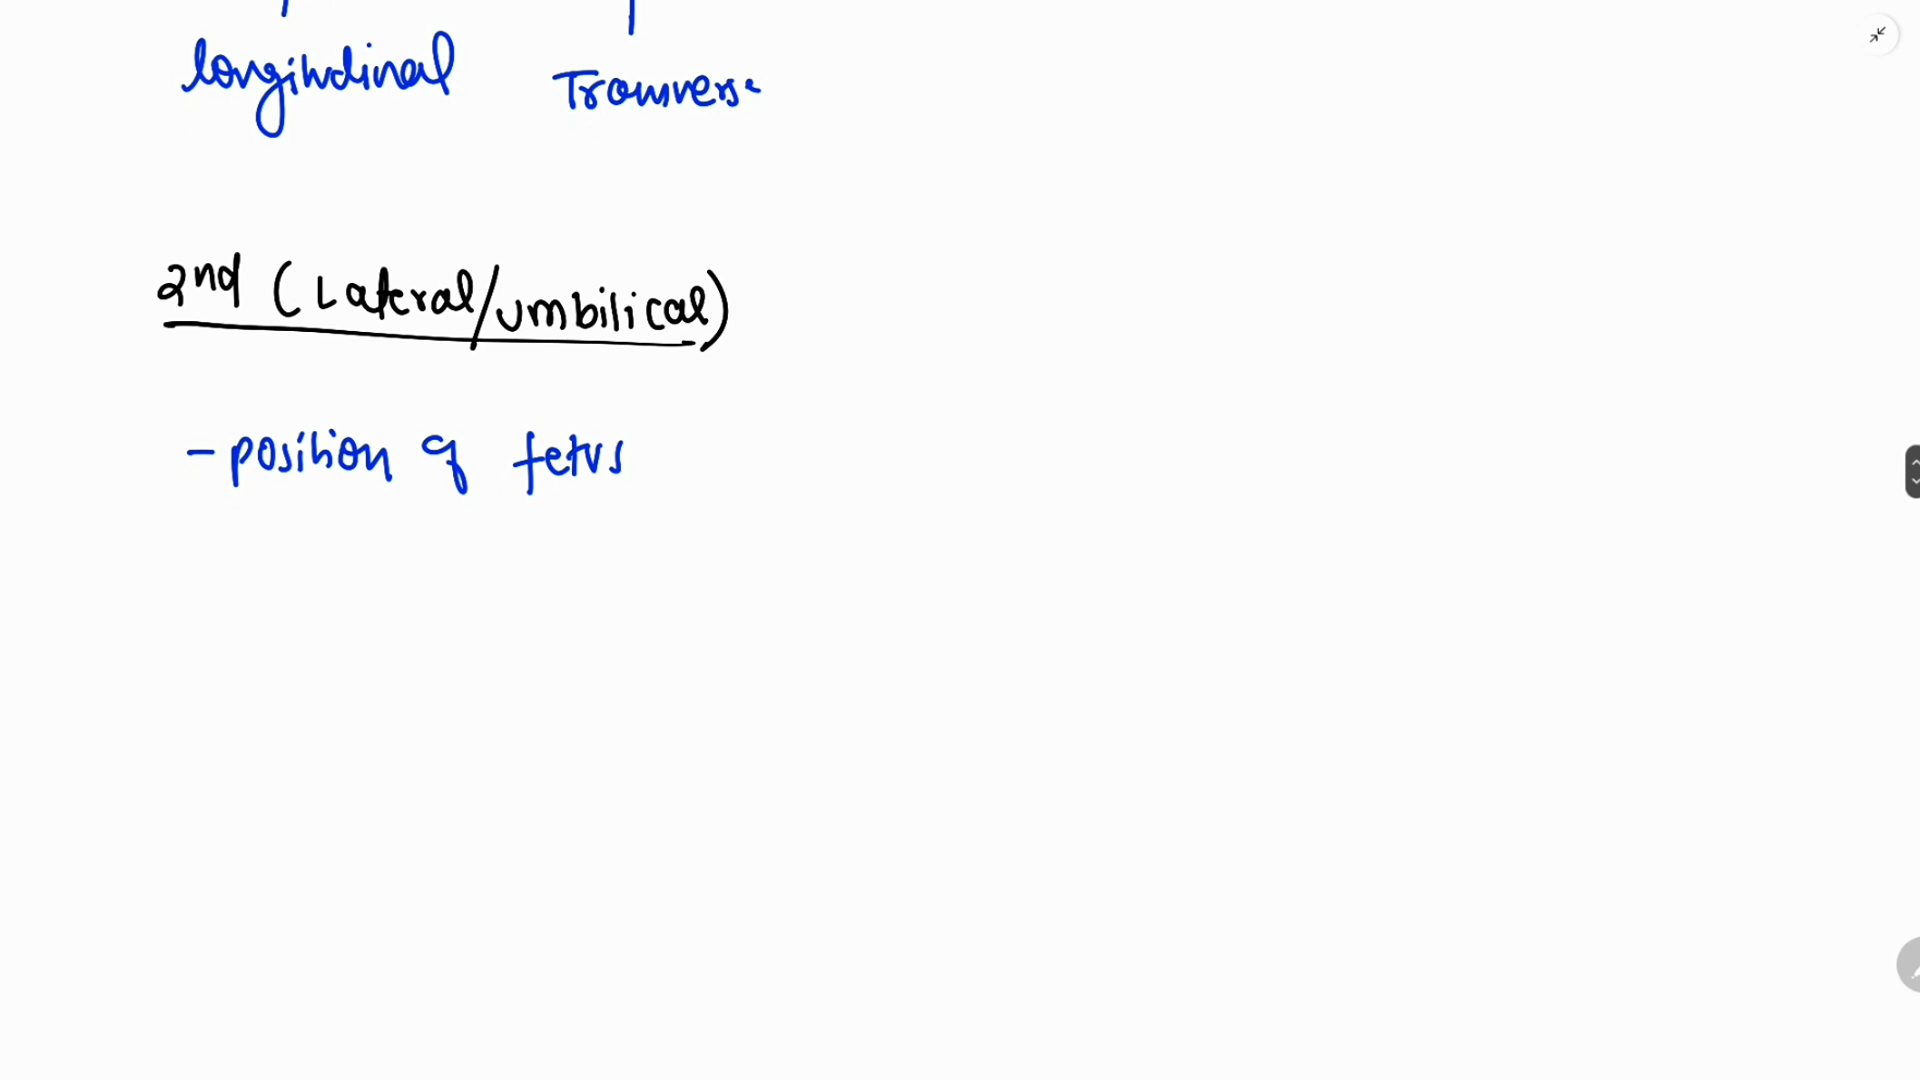 longitudinal Transverse
2nd (Lateral/umbilical)
- position of fetus